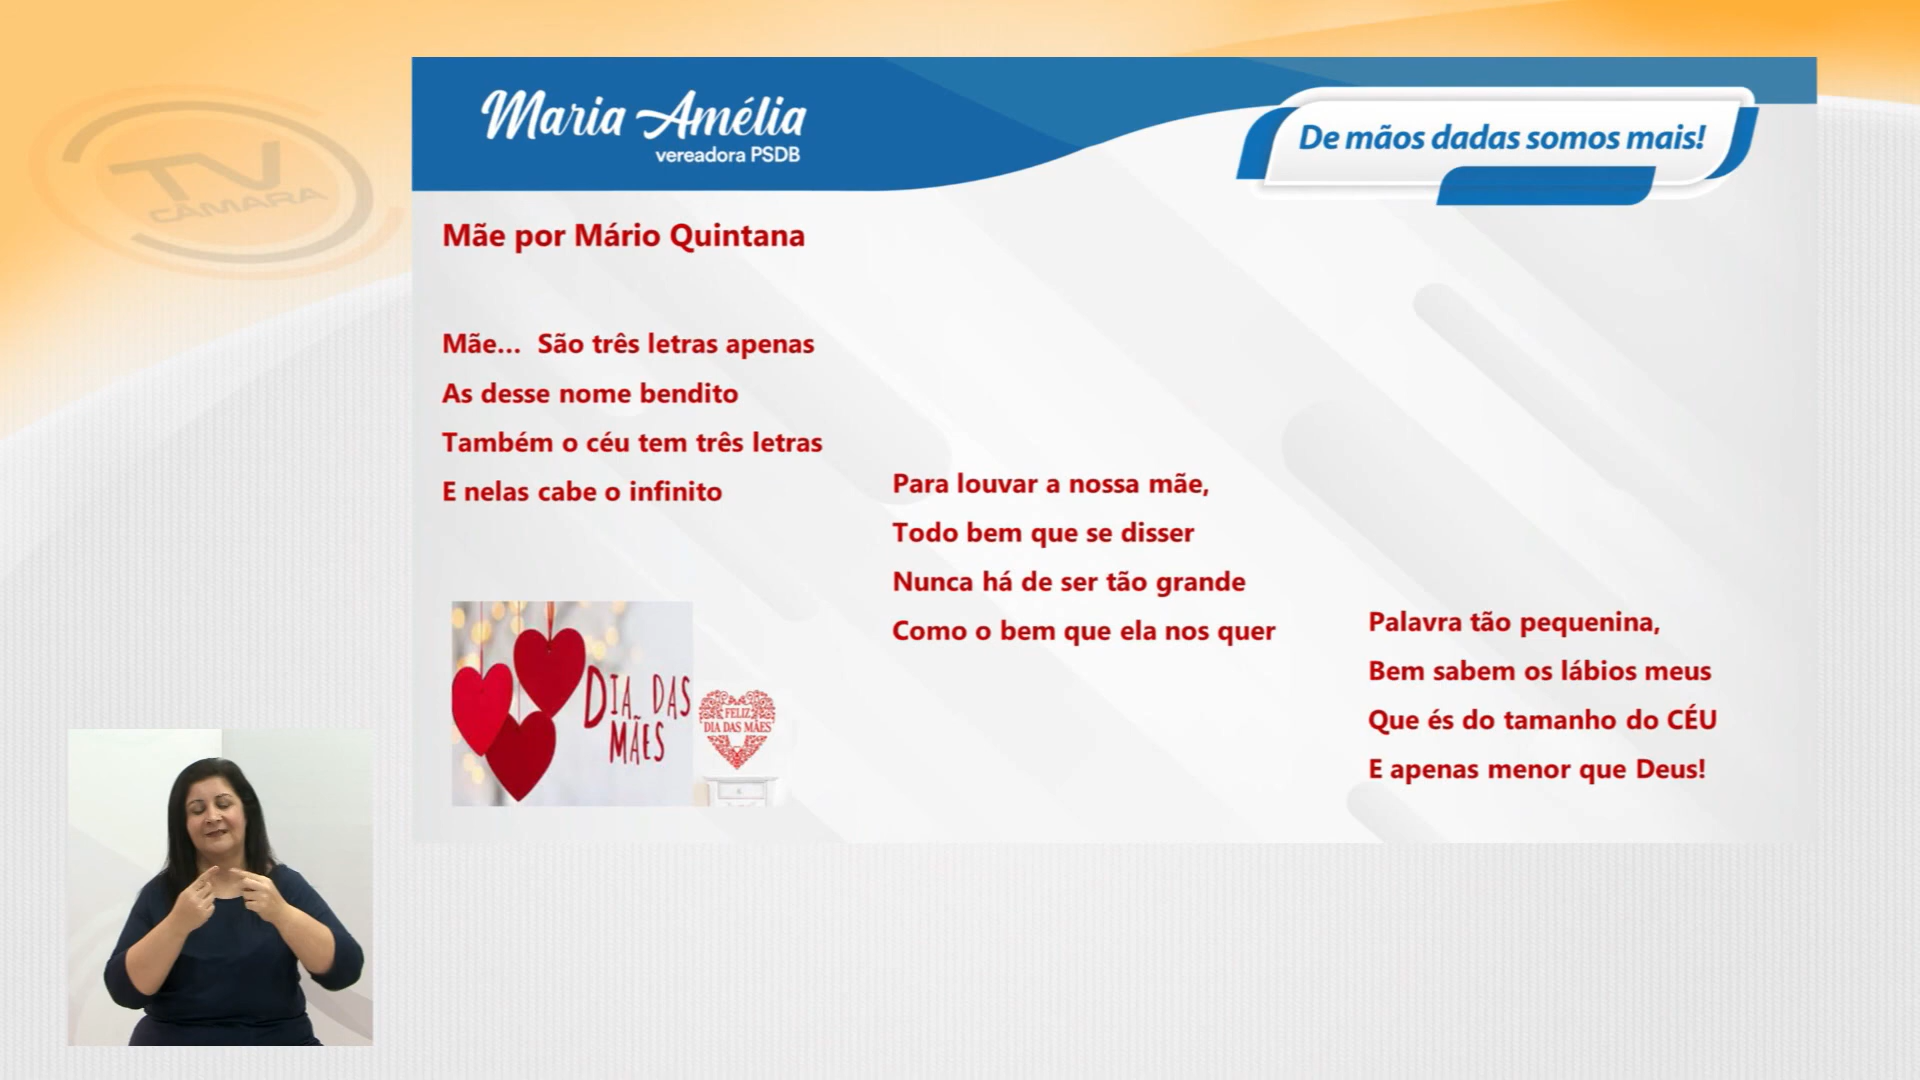 TV
CÂMARA
Maria Amélia
vereadora PSDB
De mãos dadas somos mais!
Mãe por Mário Quintana
Mãe... São três letras apenas
As desse nome bendito
Também o céu tem três letras
E nelas cabe o infinito
Para louvar a nossa mãe,
Todo bem que se disser
Nunca há de ser tão grande
Como o bem que ela nos quer
Palavra tão pequenina,
Bem sabem os lábios meus
Que és do tamanho do CÉU
E apenas menor que Deus!
DIA DAS
MÃES
FELIZ
DIA DAS MÃES